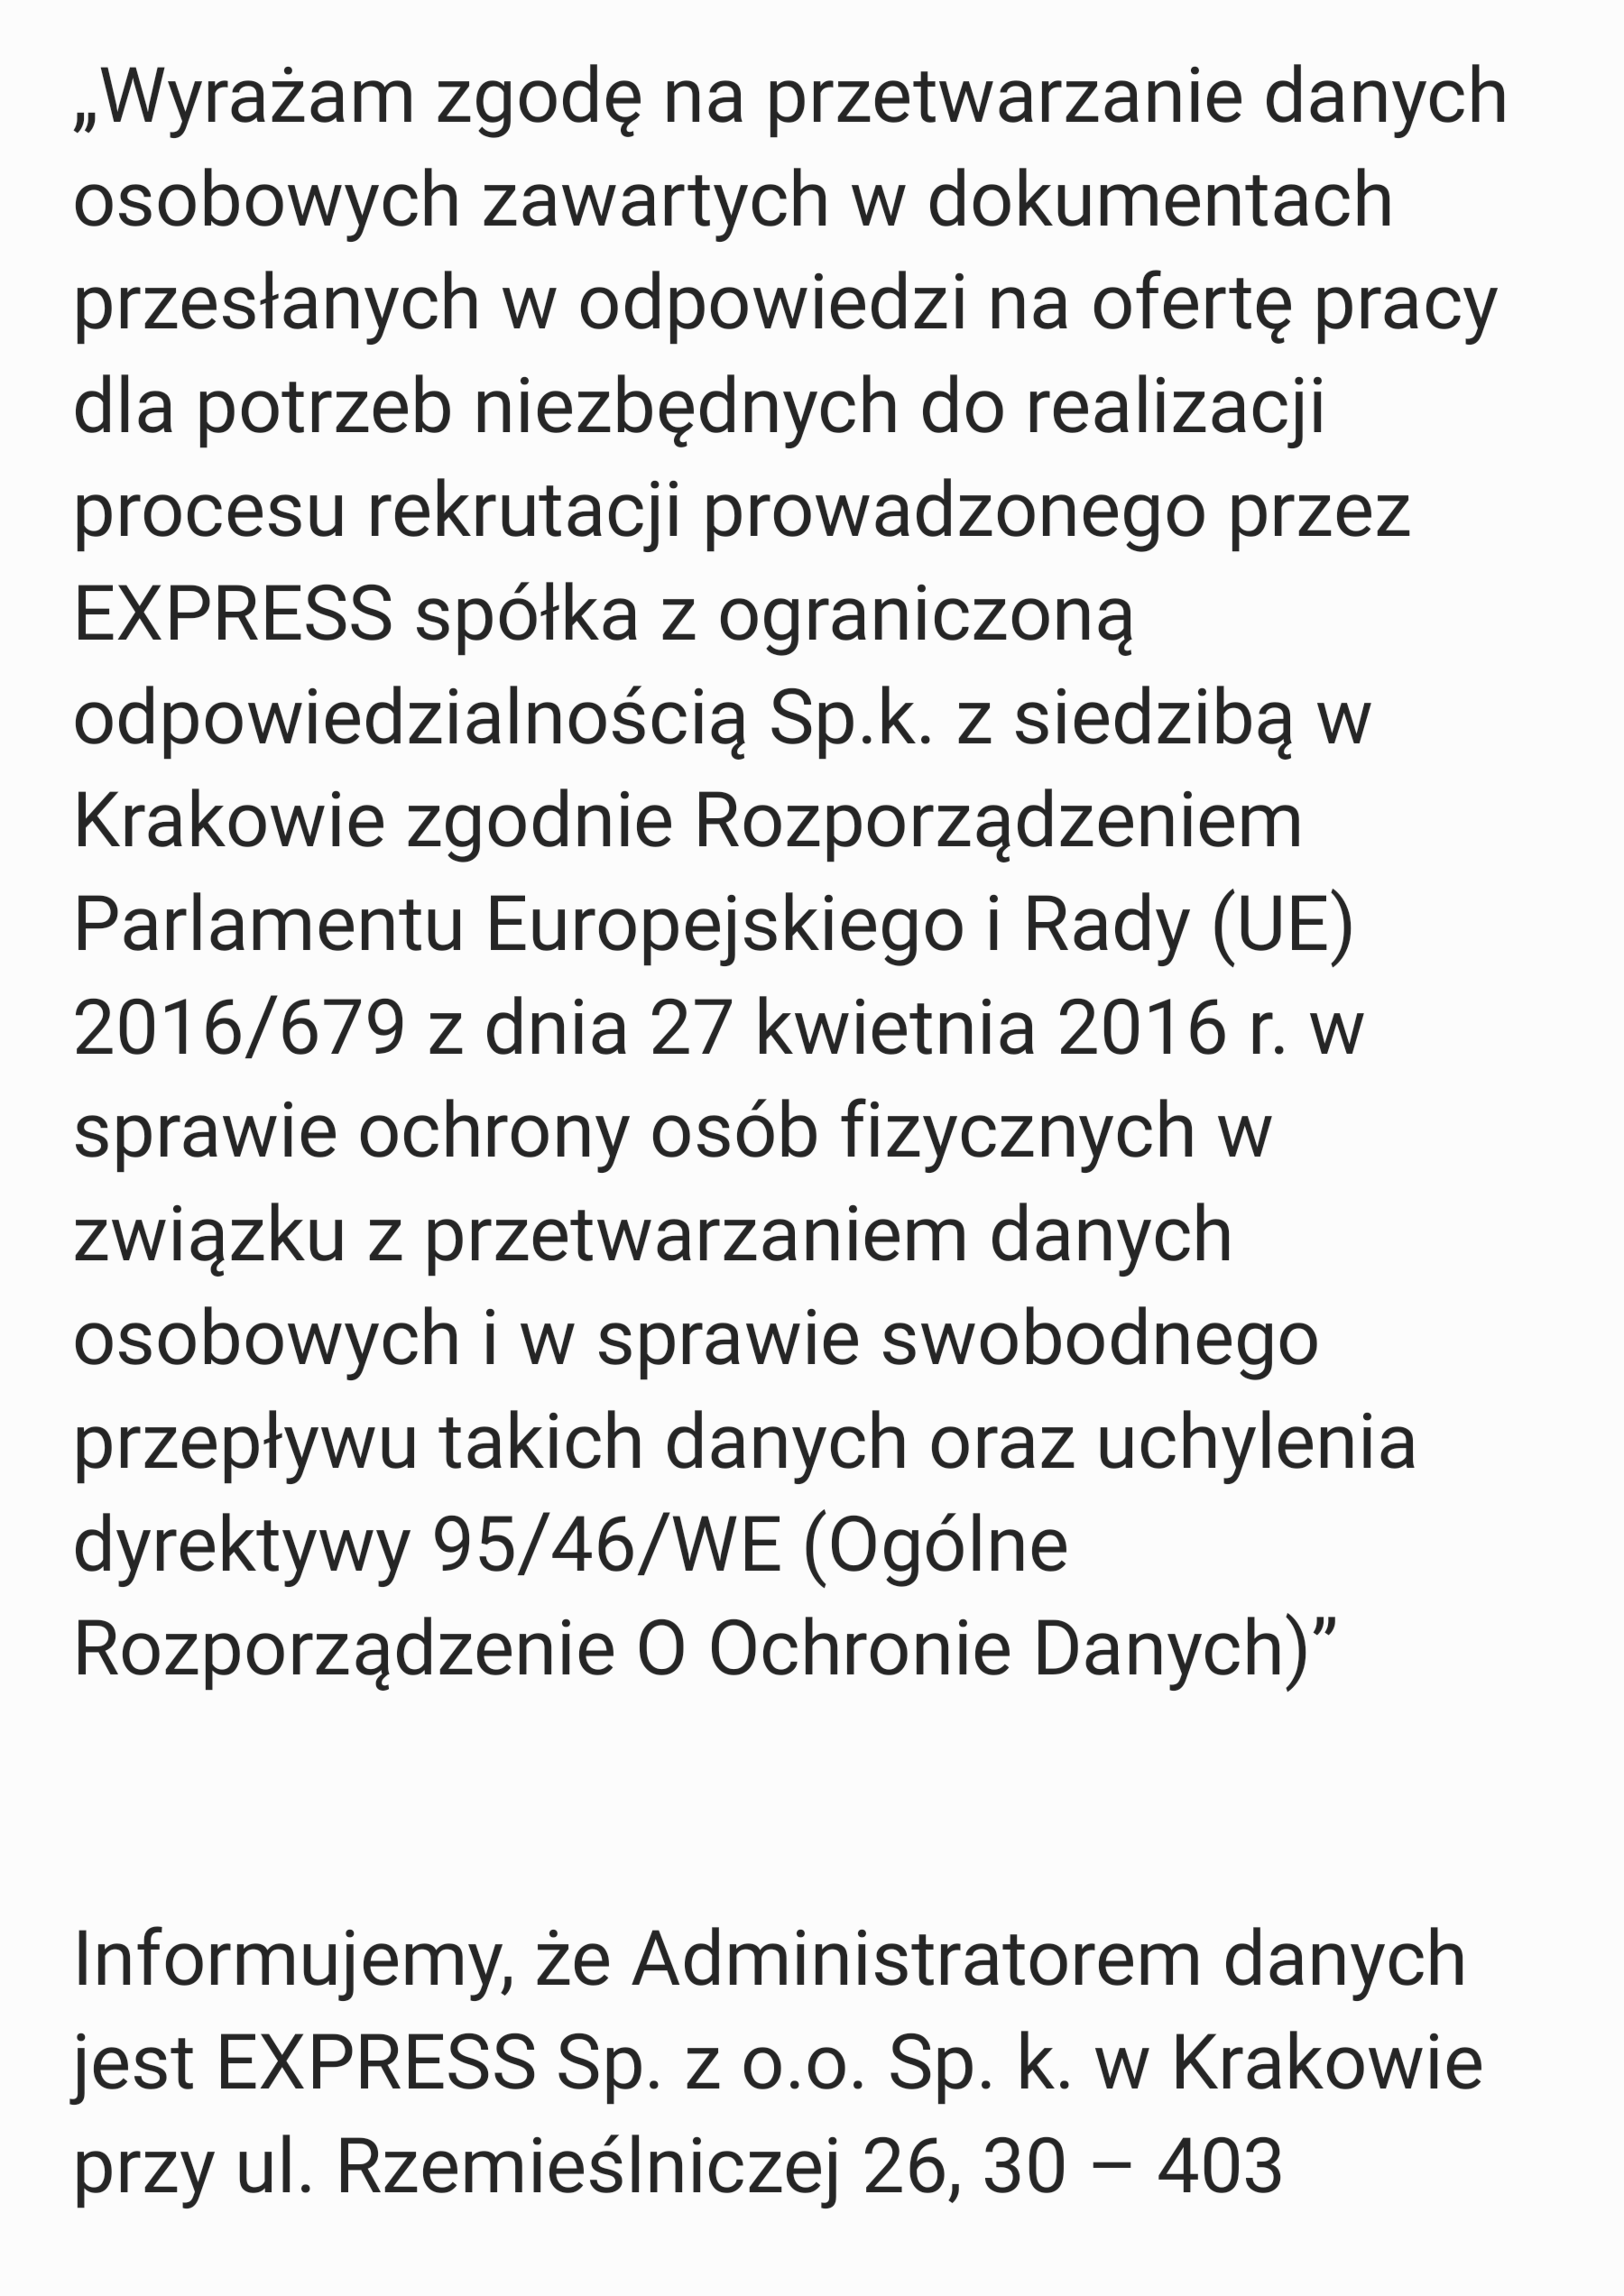 „Wyrażam zgodę na przetwarzanie danych
osobowych zawartych w dokumentach
przesłanych w odpowiedzi na ofertę pracy
dla potrzeb niezbędnych do realizacji
procesu rekrutacji prowadzonego przez
EXPRESS spółka z ograniczoną
odpowiedzialnością Sp.k. z siedzibą w
Krakowie zgodnie Rozporządzeniem
Parlamentu Europejskiego i Rady (UE)
2016/679 z dnia 27 kwietnia 2016 r. w
sprawie ochrony osób fizycznych w
związku z przetwarzaniem danych
osobowych i w sprawie swobodnego
przepływu takich danych oraz uchylenia
dyrektywy 95/46/WE (Ogólne
Rozporządzenie O Ochronie Danych)”
Informujemy, że Administratorem danych
jest EXPRESS Sp. z o.o. Sp. k. w Krakowie
przy ul. Rzemieślniczej 26, 30 – 403